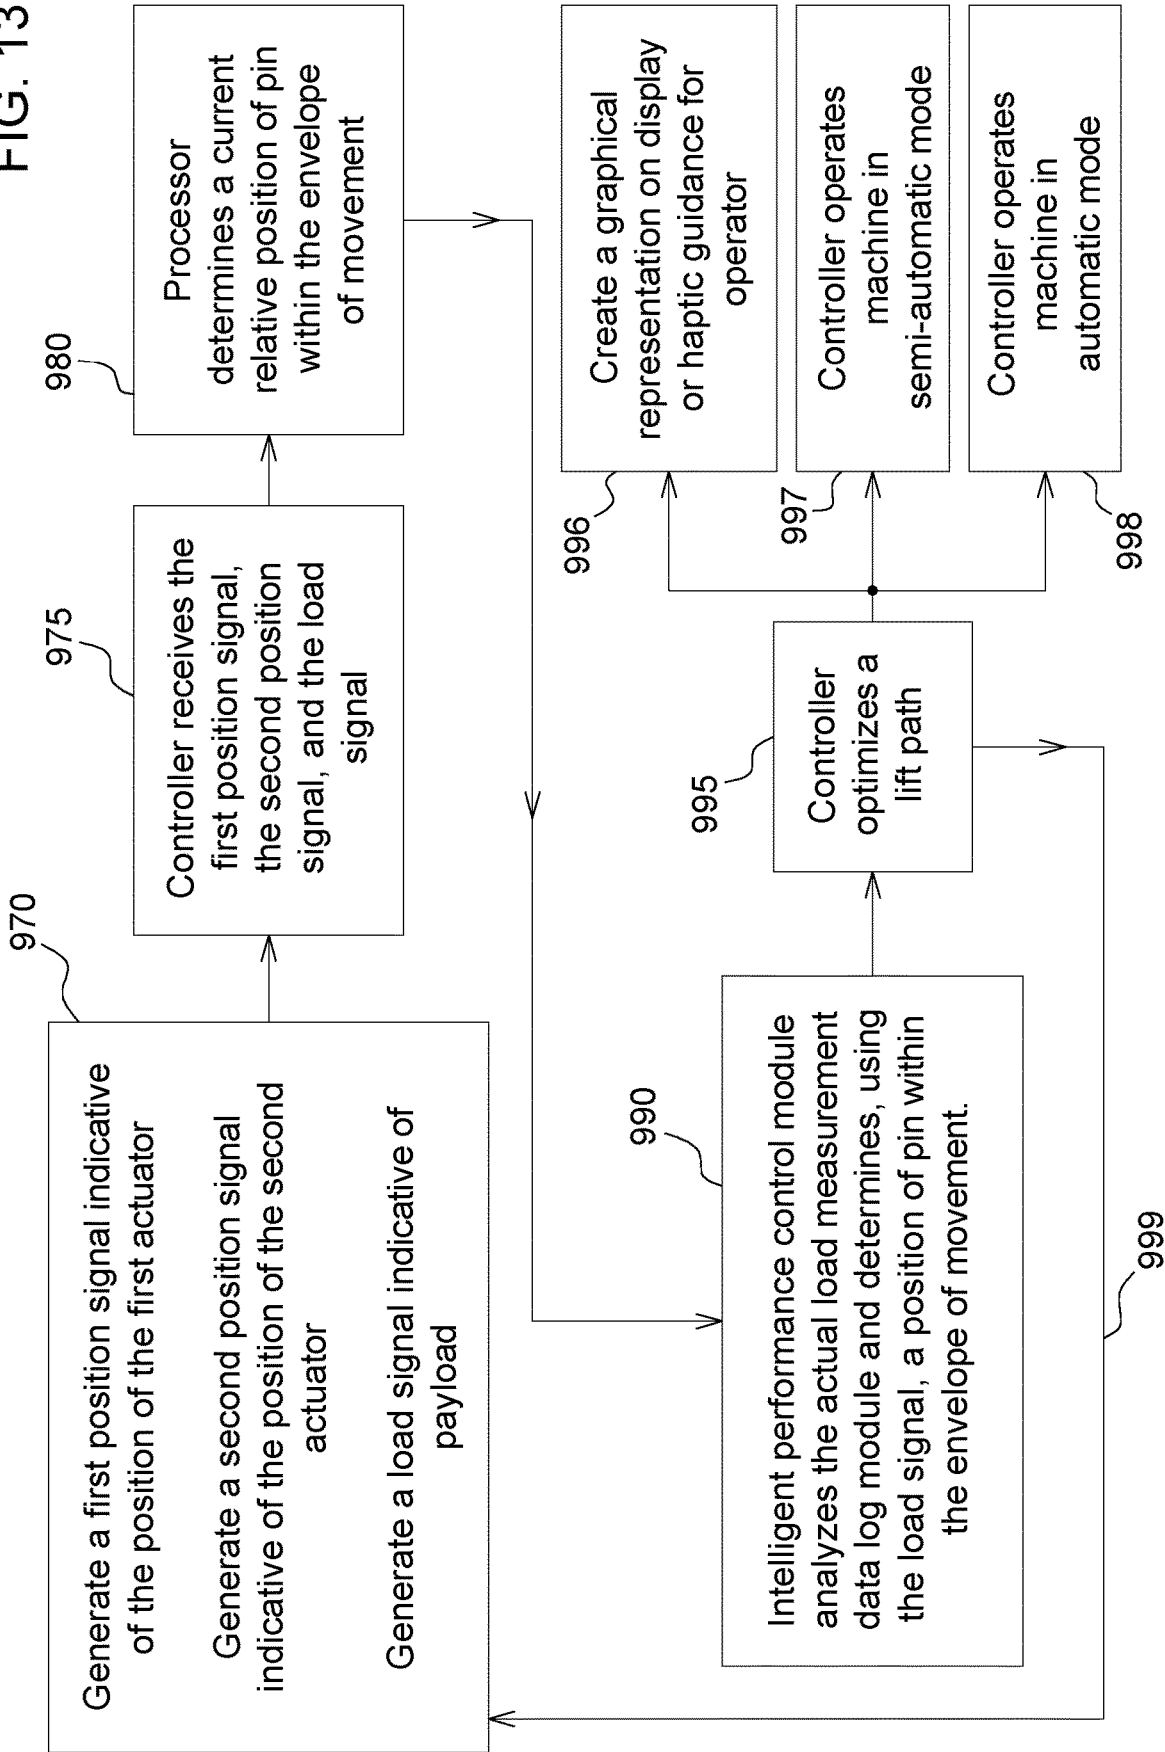 FIG. 13
970
Generate a first position signal indicative
of the position of the first actuator
Generate a second position signal
indicative of the position of the second
actuator
Generate a load signal indicative of
payload
975
Controller receives the
first position signal,
the second position
signal, and the load
signal
980
Processor
determines a current
relative position of pin
within the envelope
of movement
990
Intelligent performance control module
analyzes the actual load measurement
data log module and determines, using
the load signal, a position of pin within
the envelope of movement.
995
Controller
optimizes a
lift path
996
Create a graphical
representation on display
or haptic guidance for
operator
997
Controller operates
machine in
semi-automatic mode
998
Controller operates
machine in
automatic mode
999